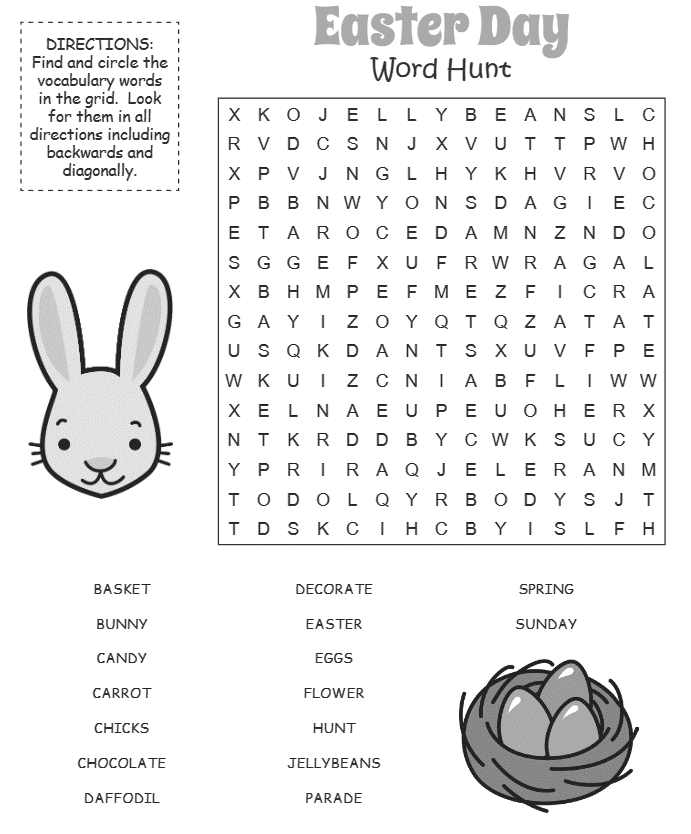 Easter Day
Word Hunt
DIRECTIONS:
Find and circle the
vocabulary words
in the grid. Look
for them in all
directions including
backwards and
diagonally.
X K O J E L L Y B E A N S L C
R V D C S N J X V U T T P W H
X P V J N G L H Y K H V R V O
P B B N W Y O N S D A G I E C
E T A R O C E D A M N Z N D O
S G G E F X U F R W R A G A L
X B H M P E F M E Z F I C R A
G A Y I Z O Y Q T Q Z A T A T
U S Q K D A N T S X U V F P E
W K U I Z C N I A B F L I W W
X E L N A E U P E U O H E R X
N T K R D D B Y C W K S U C Y
Y P R I R A Q J E L E R A N M
T O D O L Q Y R B O D Y S J T
T D S K C I H C B Y I S L F H
BASKET DECORATE SPRING
BUNNY EASTER SUNDAY
CANDY EGGS
CARROT FLOWER
CHICKS HUNT
CHOCOLATE JELLYBEANS
DAFFODIL PARADE